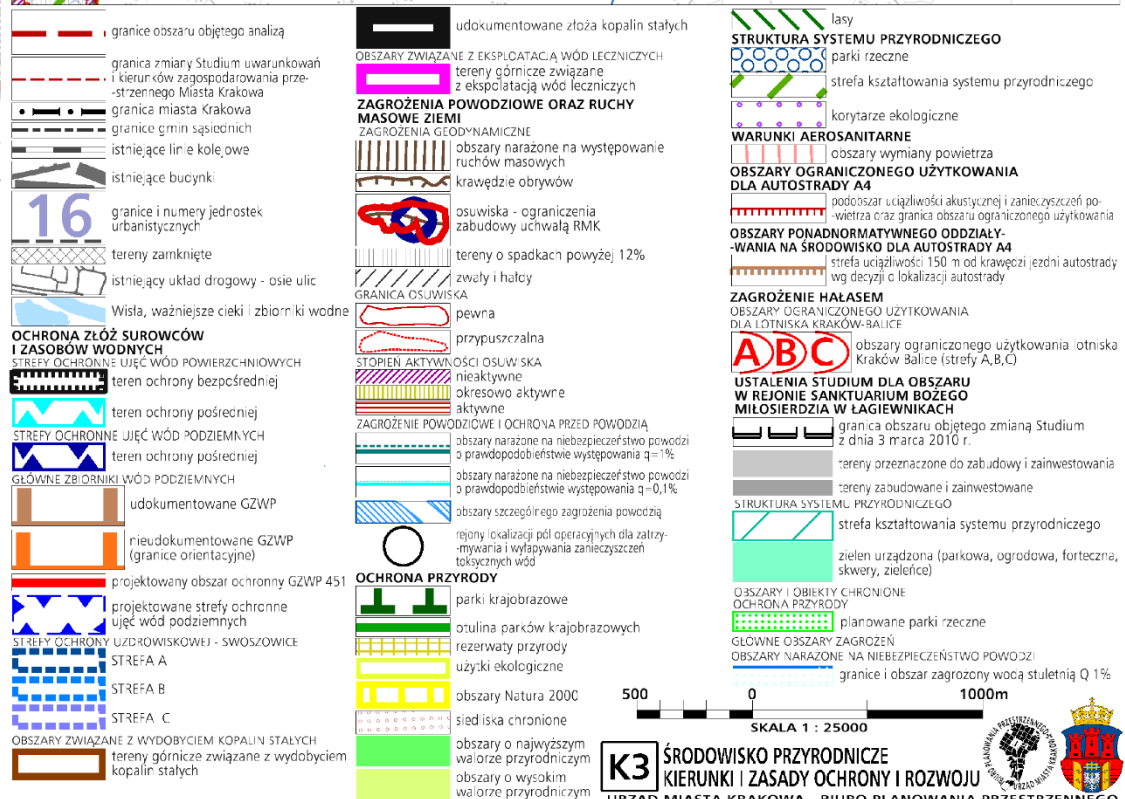 granice obszaru objętego analizą
granica zmiany Studium uwarunkowań
i kierunków zagospodarowania prze-
-strzennego Miasta Krakowa
granica miasta Krakowa
granice gmin sąsiednich
istniejące linie kolejowe
istniejące budynki
16
granice i numery jednostek
urbanistycznych
tereny zamknięte
istniejący układ drogowy - osie ulic
Wisła, ważniejsze cieki i zbiorniki wodne
OCHRONA ZŁÓŻ SUROWCÓW
I ZASOBÓW WODNYCH
STREFY OCHRONNE UJĘĆ WÓD POWIERZCHNIOWYCH
teren ochrony bezpośredniej
teren ochrony pośredniej
STREFY OCHRONNE UJĘĆ WÓD PODZIEMNYCH
teren ochrony pośredniej
GŁÓWNE ZBIORNIKI WÓD PODZIEMNYCH
udokumentowane GZWP
nieudokumentowane GZWP
(granice orientacyjne)
projektowany obszar ochronny GZWP 451
projektowane strefy ochronne
ujęć wód podziemnych
STREFY OCHRONY UZDROWISKOWEJ - SWOSZOWICE
STREFA A
STREFA B
STREFA C
OBSZARY ZWIĄZANE Z WYDOBYCIEM KOPALIN STAŁYCH
tereny górnicze związane z wydobyciem
kopalin stałych
udokumentowane złoża kopalin stałych
OBSZARY ZWIĄZANE Z EKSPLOATACJĄ WÓD LECZNICZYCH
tereny górnicze związane
z ekspolatacją wód leczniczych
ZAGROŻENIA POWODZIOWE ORAZ RUCHY
MASOWE ZIEMI
ZAGROŻENIA GEODYNAMICZNE
obszary narażone na występowanie
ruchów masowych
krawędzie obrywów
osuwiska - ograniczenia
zabudowy uchwałą RMK
tereny o spadkach powyżej 12%
zwały i hałdy
GRANICA OSUWISKA
pewna
przypuszczalna
STOPIEŃ AKTYWNOŚCI OSUWISKA
nieaktywne
okresowo aktywne
aktywne
ZAGROŻENIE POWODZIOWE I OCHRONA PRZED POWODZIĄ
obszary narażone na niebezpieczeństwo powodzi
o prawdopodobieństwie występowania q=1%
obszary narażone na niebezpieczeństwo powodzi
o prawdopodbieństwie występowania q=0,1%
obszary szczególnego zagrożenia powodzią
rejony lokalizacji pól operacyjnych dla zatrzy-
-mywania i wyłapywania zanieczyszczeń
toksycznych wód
OCHRONA PRZYRODY
parki krajobrazowe
otulina parków krajobrazowych
rezerwaty przyrody
użytki ekologiczne
obszary Natura 2000
siedliska chronione
obszary o najwyższym
walorze przyrodniczym
obszary o wysokim
walorze przyrodniczym
lasy
STRUKTURA SYSTEMU PRZYRODNICZEGO
parki rzeczne
strefa kształtowania systemu przyrodniczego
korytarze ekologiczne
WARUNKI AEROSANITARNE
obszary wymiany powietrza
OBSZARY OGRANICZONEGO UŻYTKOWANIA
DLA AUTOSTRADY A4
podobszar uciążliwości akustycznej i zanieczyszczeń po-
-wietrza oraz granica obszaru ograniczonego użytkowania
OBSZARY PONADNORMATYWNEGO ODDZIAŁY-
-WANIA NA ŚRODOWISKO DLA AUTOSTRADY A4
strefa uciążliwości 150 m od krawędzi jezdni autostrady
wg decyzji o lokalizacji autostrady
ZAGROŻENIE HAŁASEM
OBSZARY OGRANICZONEGO UŻYTKOWANIA
DLA LOTNISKA KRAKÓW-BALICE
A B C
obszary ograniczonego użytkowania lotniska
Kraków Balice (strefy A,B,C)
USTALENIA STUDIUM DLA OBSZARU
W REJONIE SANKTUARIUM BOŻEGO
MIŁOSIERDZIA W ŁAGIEWNIKACH
granica obszaru objętego zmianą Studium
z dnia 3 marca 2010 r.
tereny przeznaczone do zabudowy i zainwestowania
tereny zabudowane i zainwestowane
STRUKTURA SYSTEMU PRZYRODNICZEGO
strefa kształtowania systemu przyrodniczego
zielen urządzona (parkowa, ogrodowa, forteczna,
skwery, zieleńce)
OBSZARY I OBIEKTY CHRONIONE
OCHRONA PRZYRODY
planowane parki rzeczne
GŁÓWNE OBSZARY ZAGROŻEŃ
OBSZARY NARAŻONE NA NIEBEZPIECZEŃSTWO POWODZI
granice i obszar zagrożony wodą stuletnią Q 1%
500 0 1000m
SKALA 1 : 25000
K3
ŚRODOWISKO PRZYRODNICZE
KIERUNKI I ZASADY OCHRONY I ROZWOJU
URZĄD MIASTA KRAKOWA - BIURO PLANOWANIA PRZESTRZENNEGO